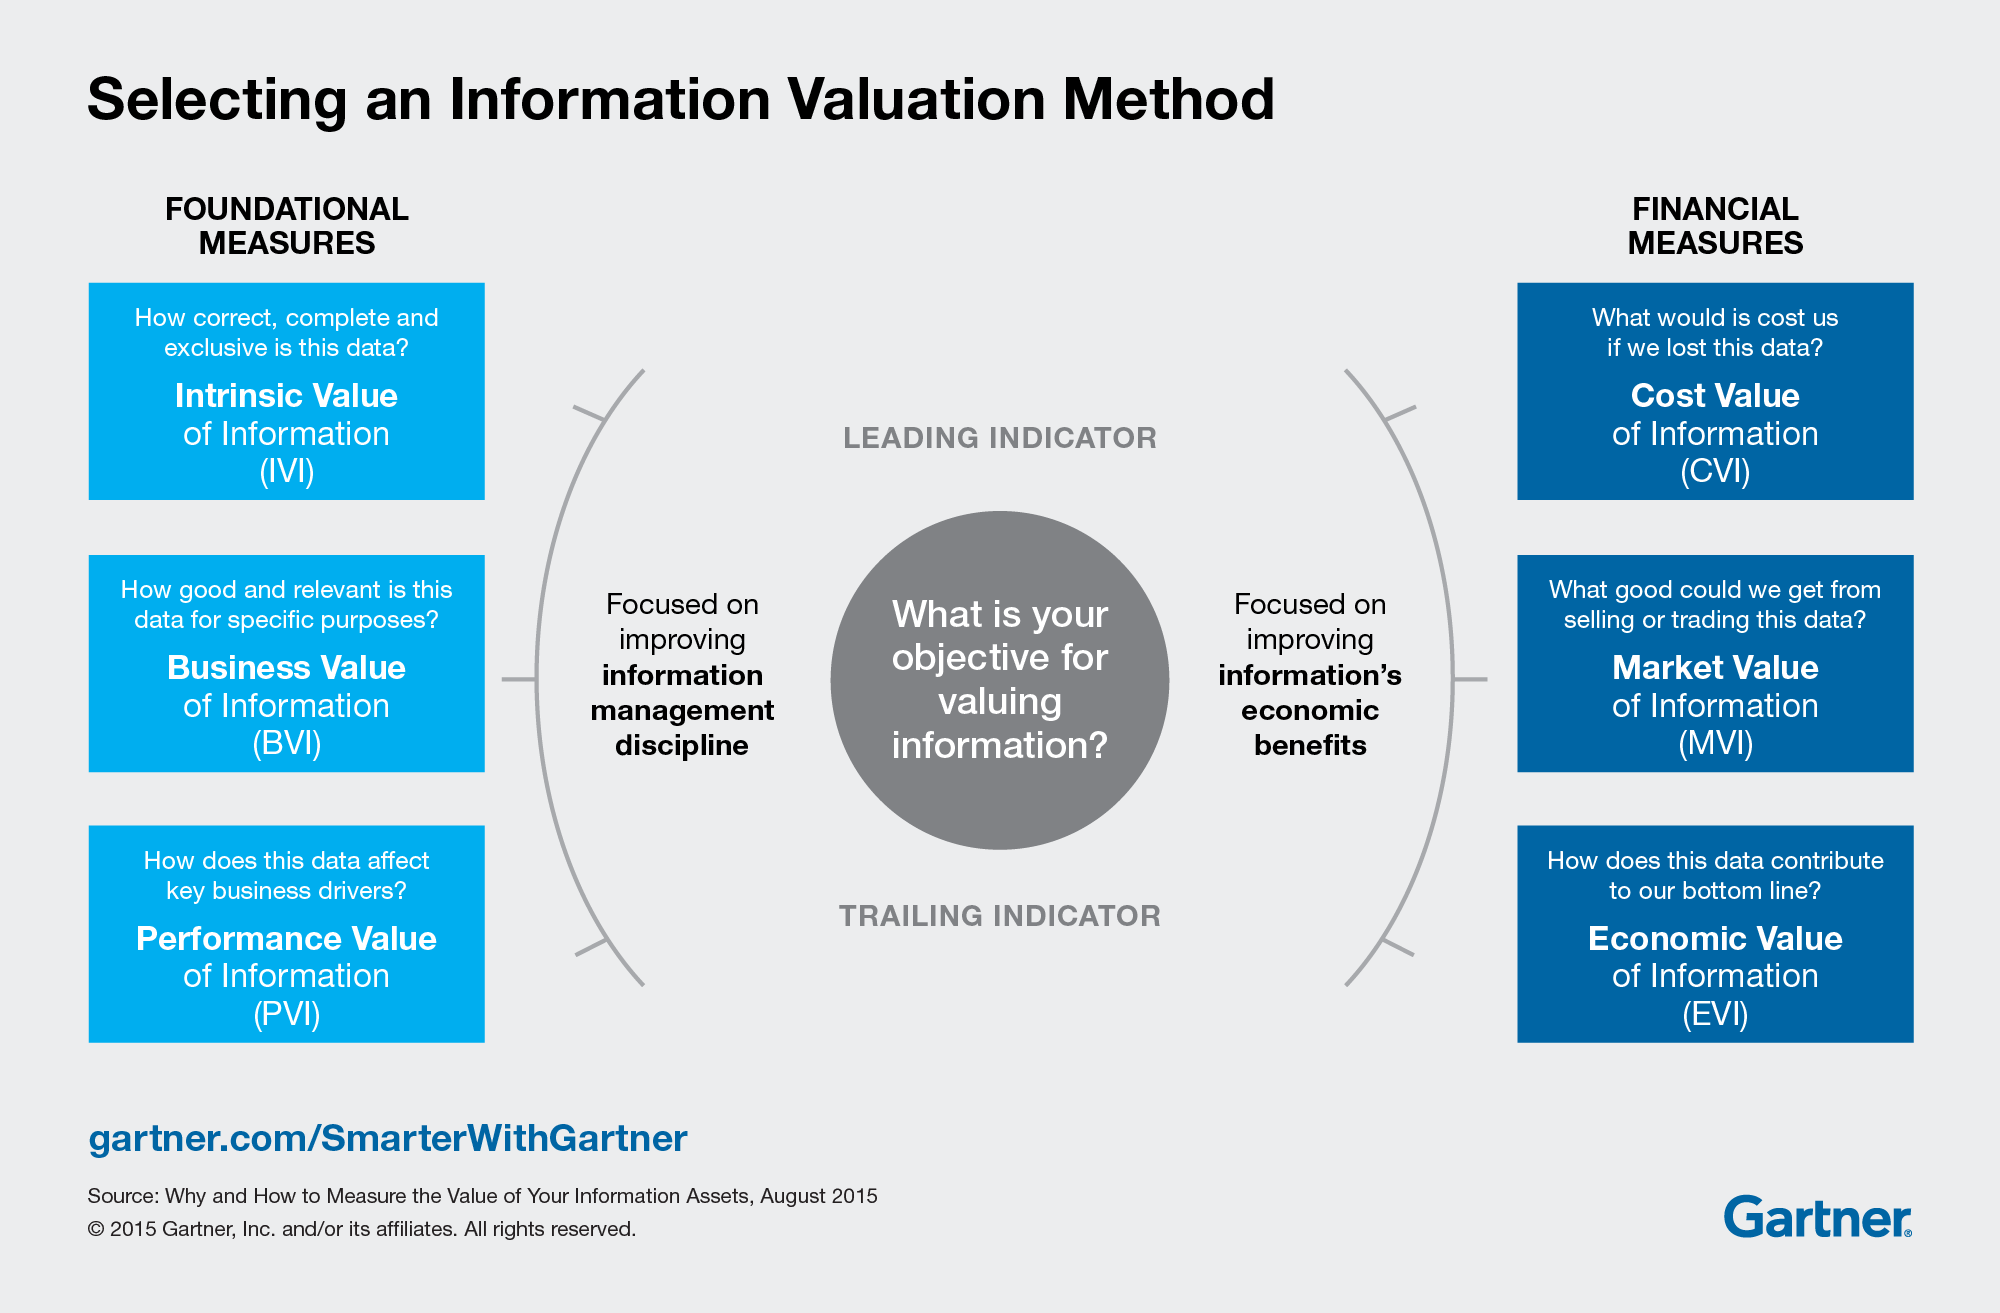 Selecting an Information Valuation Method
FOUNDATIONAL
MEASURES
How correct, complete and
exclusive is this data?
Intrinsic Value
of Information
(IVI)
How good and relevant is this
data for specific purposes?
Business Value
of Information
(BVI)
How does this data affect
key business drivers?
Performance Value
of Information
(PVI)
Focused on
improving
information
management
discipline
LEADING INDICATOR
What is your
objective for
valuing
information?
TRAILING INDICATOR
Focused on
improving
information’s
economic
benefits
FINANCIAL
MEASURES
What would is cost us
if we lost this data?
Cost Value
of Information
(CVI)
What good could we get from
selling or trading this data?
Market Value
of Information
(MVI)
How does this data contribute
to our bottom line?
Economic Value
of Information
(EVI)
gartner.com/SmarterWithGartner
Source: Why and How to Measure the Value of Your Information Assets, August 2015
© 2015 Gartner, Inc. and/or its affiliates. All rights reserved.
Gartner®